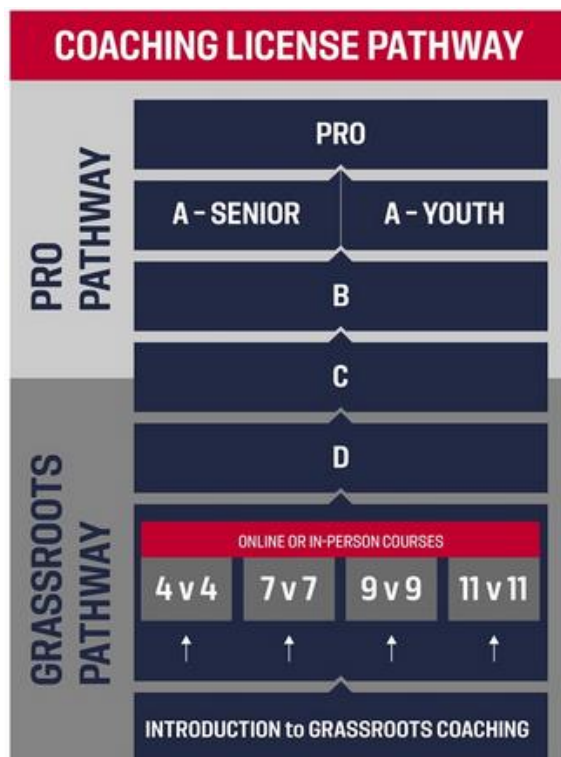 COACHING LICENSE PATHWAY
PRO
PATHWAY
PRO
A – SENIOR
A – YOUTH
B
C
D
GRASSROOTS
PATHWAY
ONLINE OR IN-PERSON COURSES
4 v 4
7 v 7
9 v 9
11 v 11
INTRODUCTION to GRASSROOTS COACHING